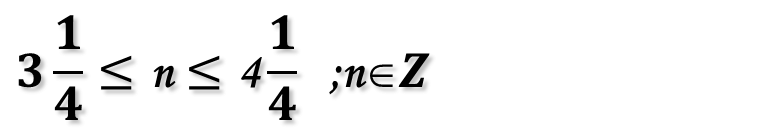 3 1/4 ≤ n ≤ 4 1/4 ;n∈Z